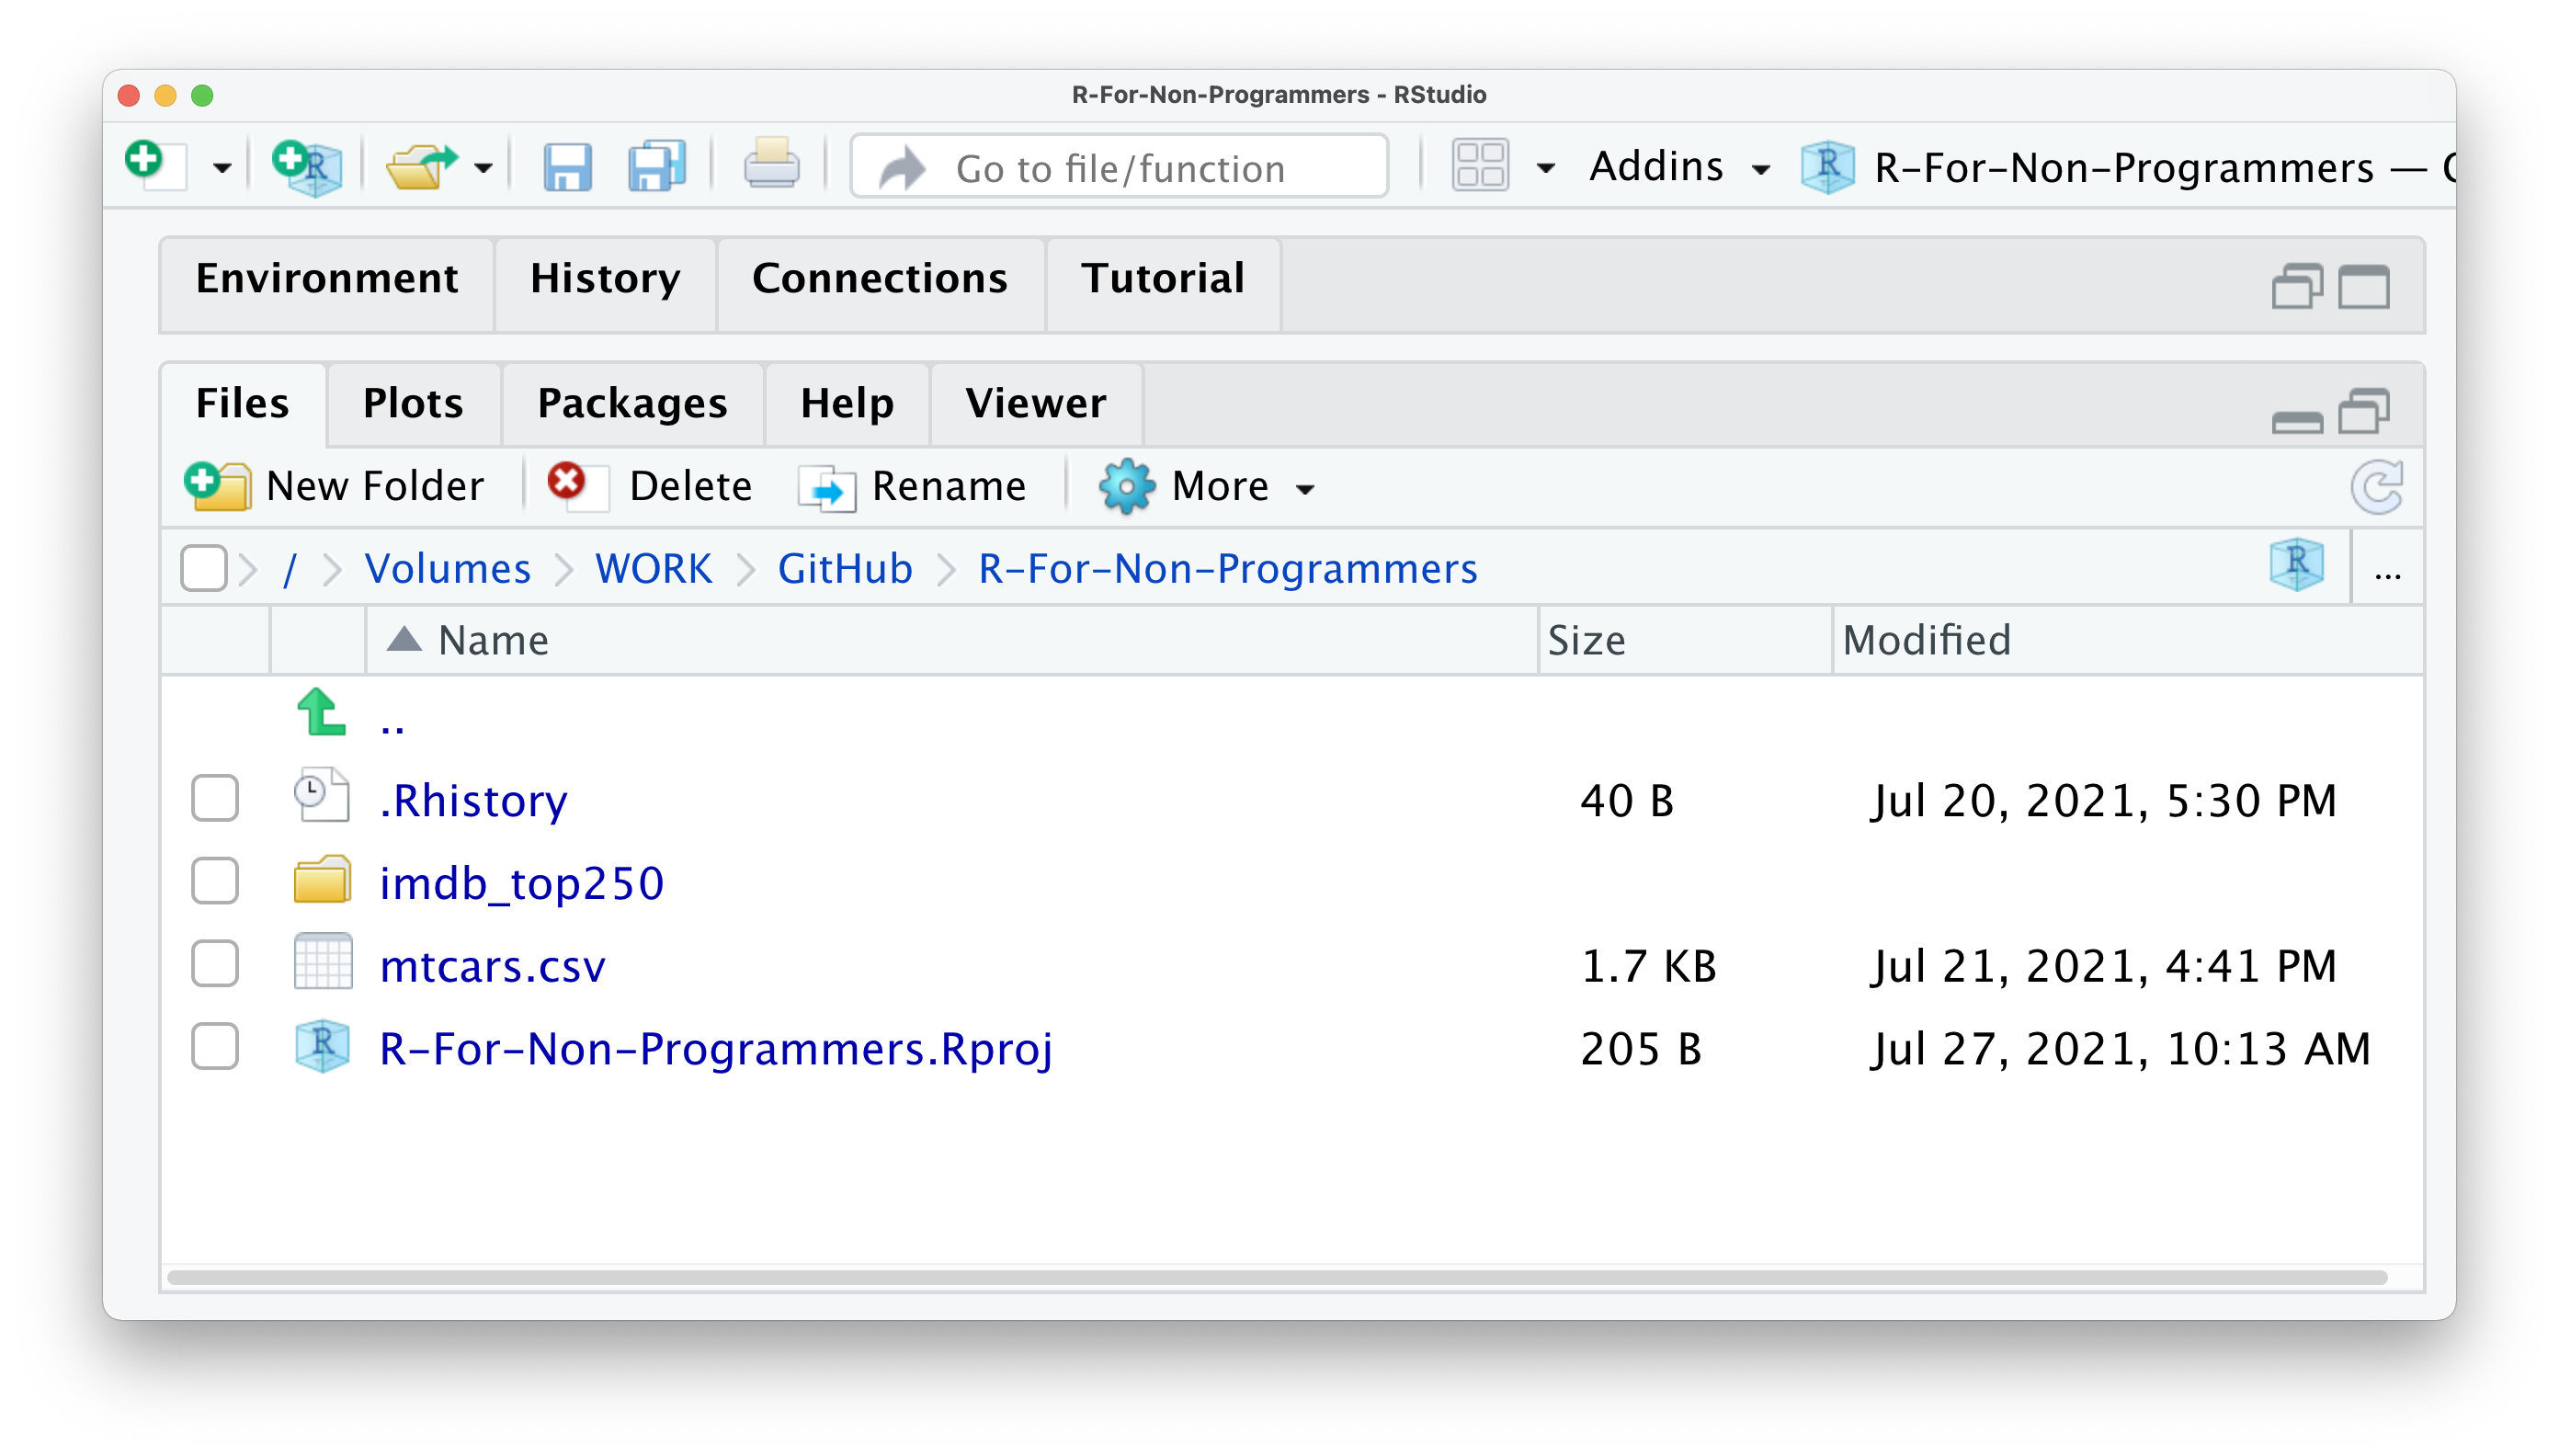 R-For-Non-Programmers - RStudio
Go to file/function Addins R-For-Non-Programmers —
Environment History Connections Tutorial
Files Plots Packages Help Viewer
New Folder Delete Rename More
/ Volumes WORK GitHub R-For-Non-Programmers ...
Name Size Modified
..
.Rhistory 40 B Jul 20, 2021, 5:30 PM
imdb_top250
mtcars.csv 1.7 KB Jul 21, 2021, 4:41 PM
R-For-Non-Programmers.Rproj 205 B Jul 27, 2021, 10:13 AM